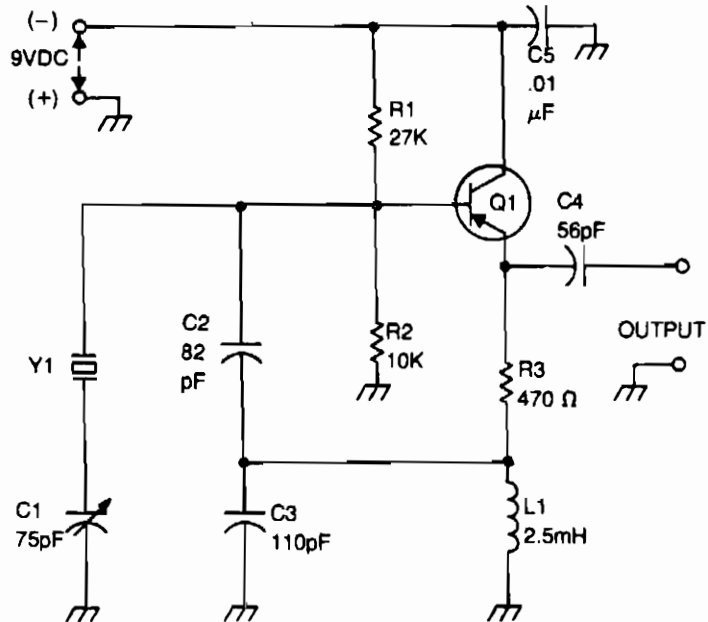 (-)
9VDC
(+)
C5
.01
µF
R1
27K
Q1
C4
56pF
C2
82
pF
R2
10K
OUTPUT
Y1
R3
470 Ω
C1
75pF
C3
110pF
L1
2.5mH